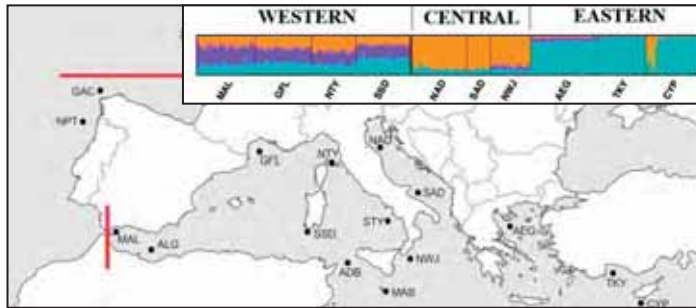 WESTERN CENTRAL EASTERN
MAL GFL NTY SSD NAD SAD NWJ AEG TKY CYP
GAC
NPT
GFL
NTY
NAD
SAD
MAL
ALG
SSD
STY
AEG
ADB
NWJ
TKY
MAB
CYP